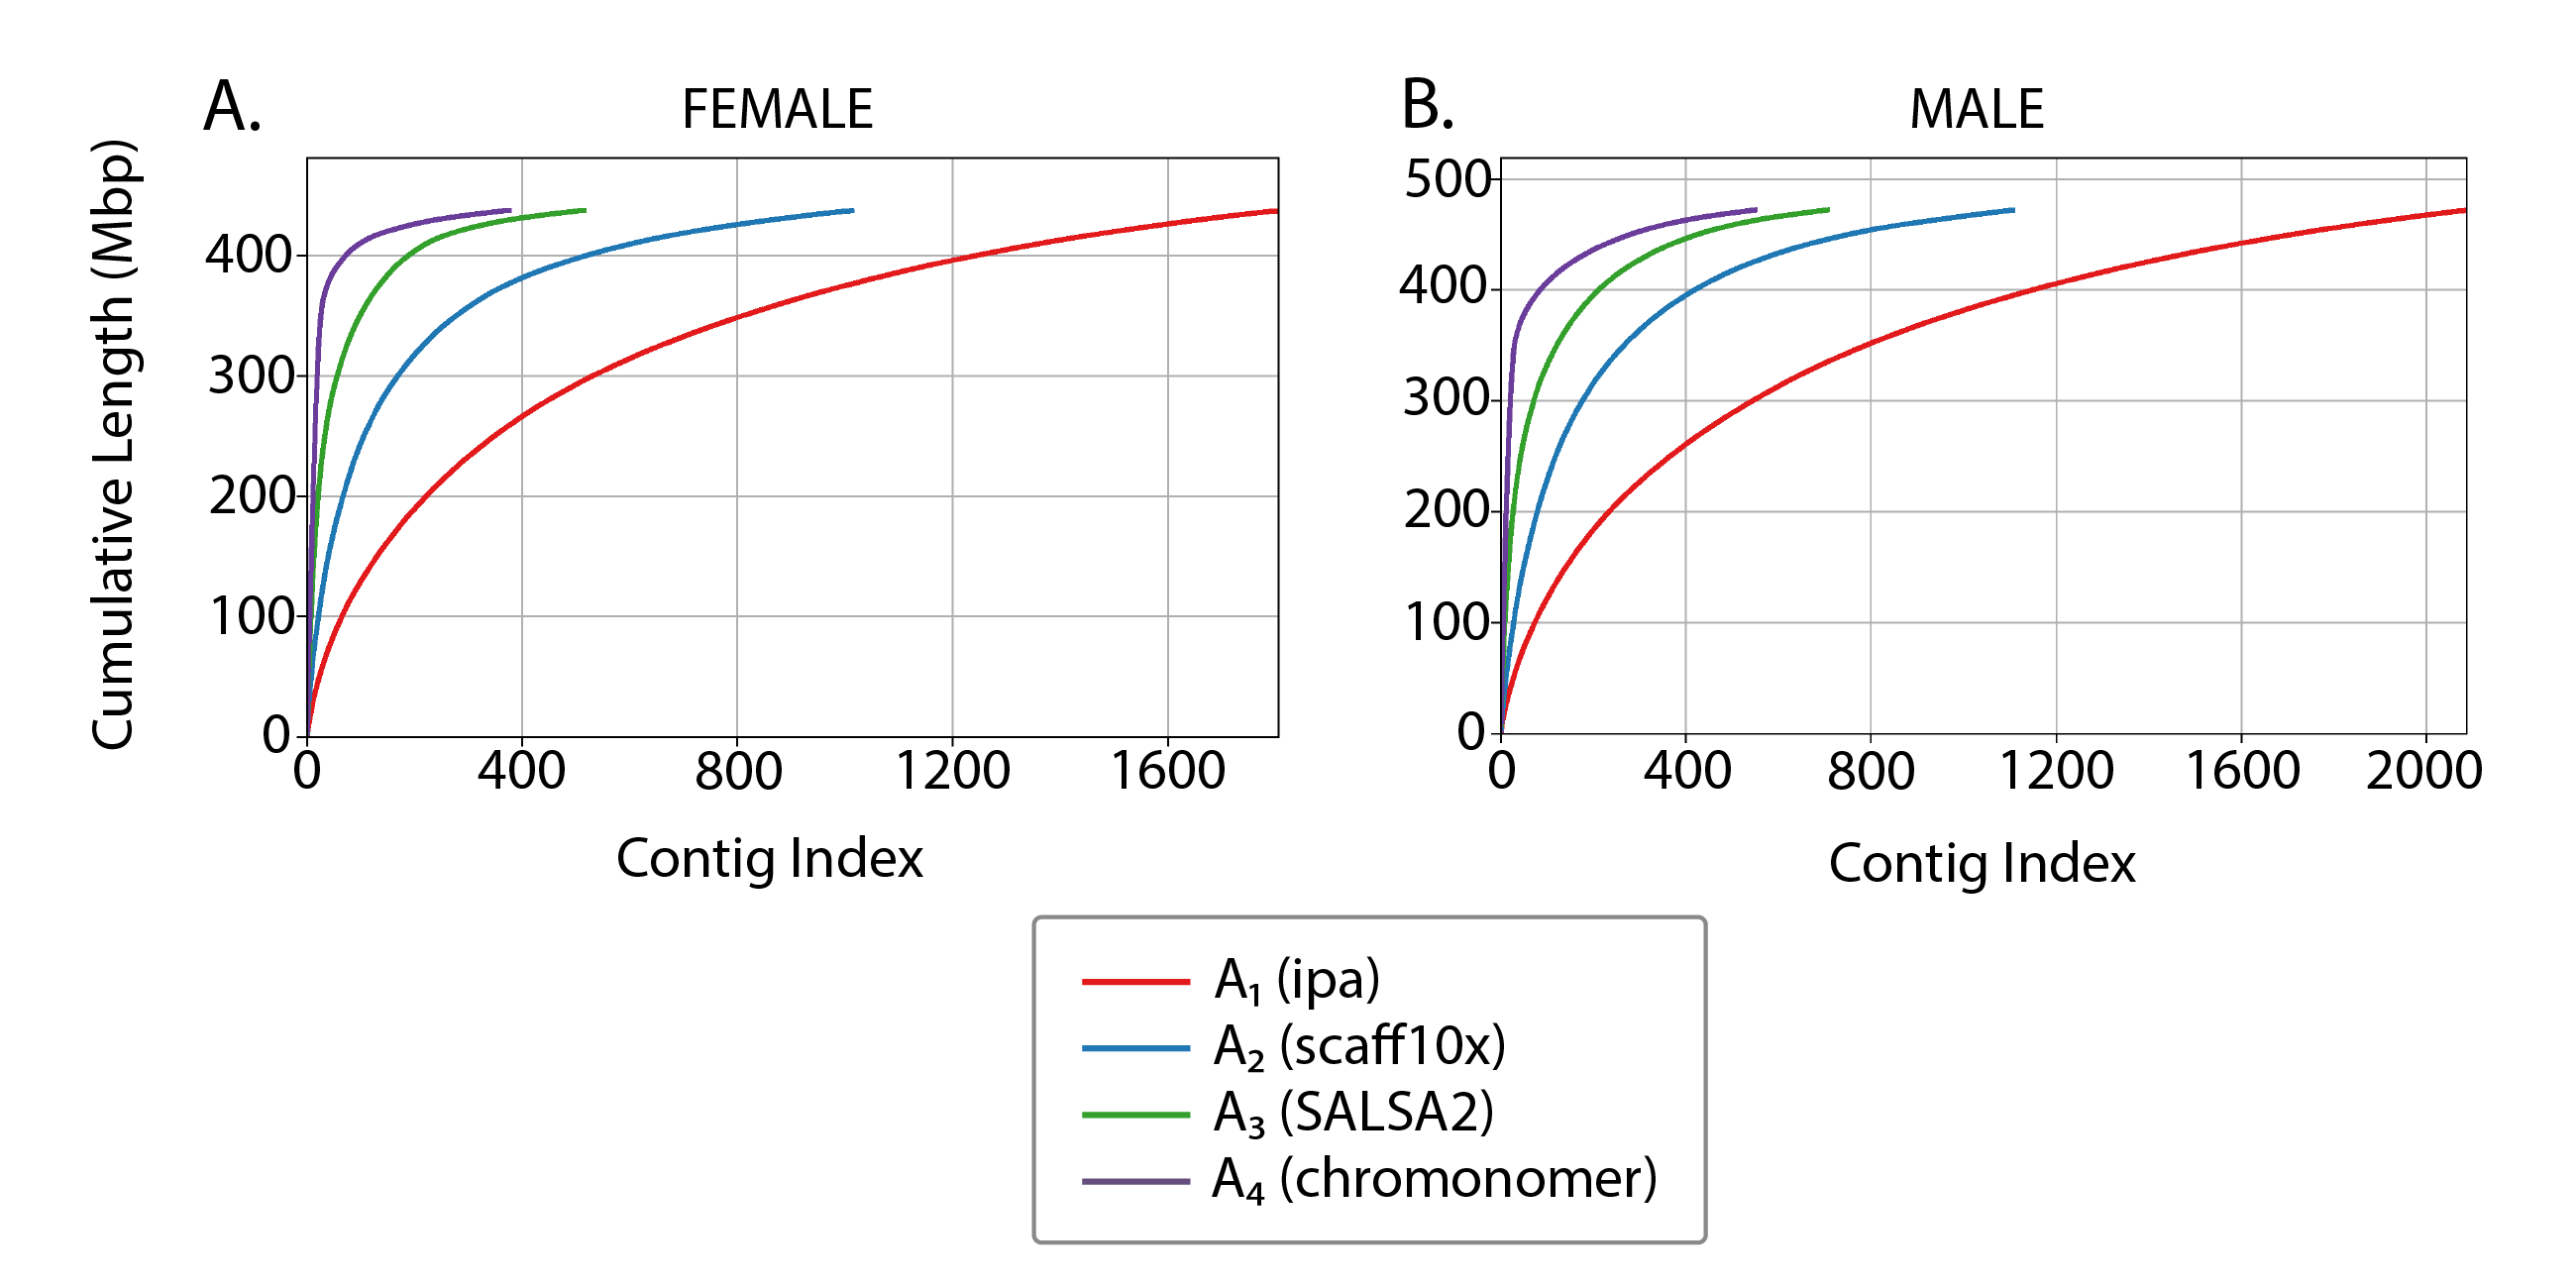 A.
FEMALE
Cumulative Length (Mbp)
400
300
200
100
0
0 400 800 1200 1600
Contig Index
B.
MALE
500
400
300
200
100
0
0 400 800 1200 1600 2000
Contig Index
A₁ (ipa)
A₂ (scaff10x)
A₃ (SALSA2)
A₄ (chromonomer)